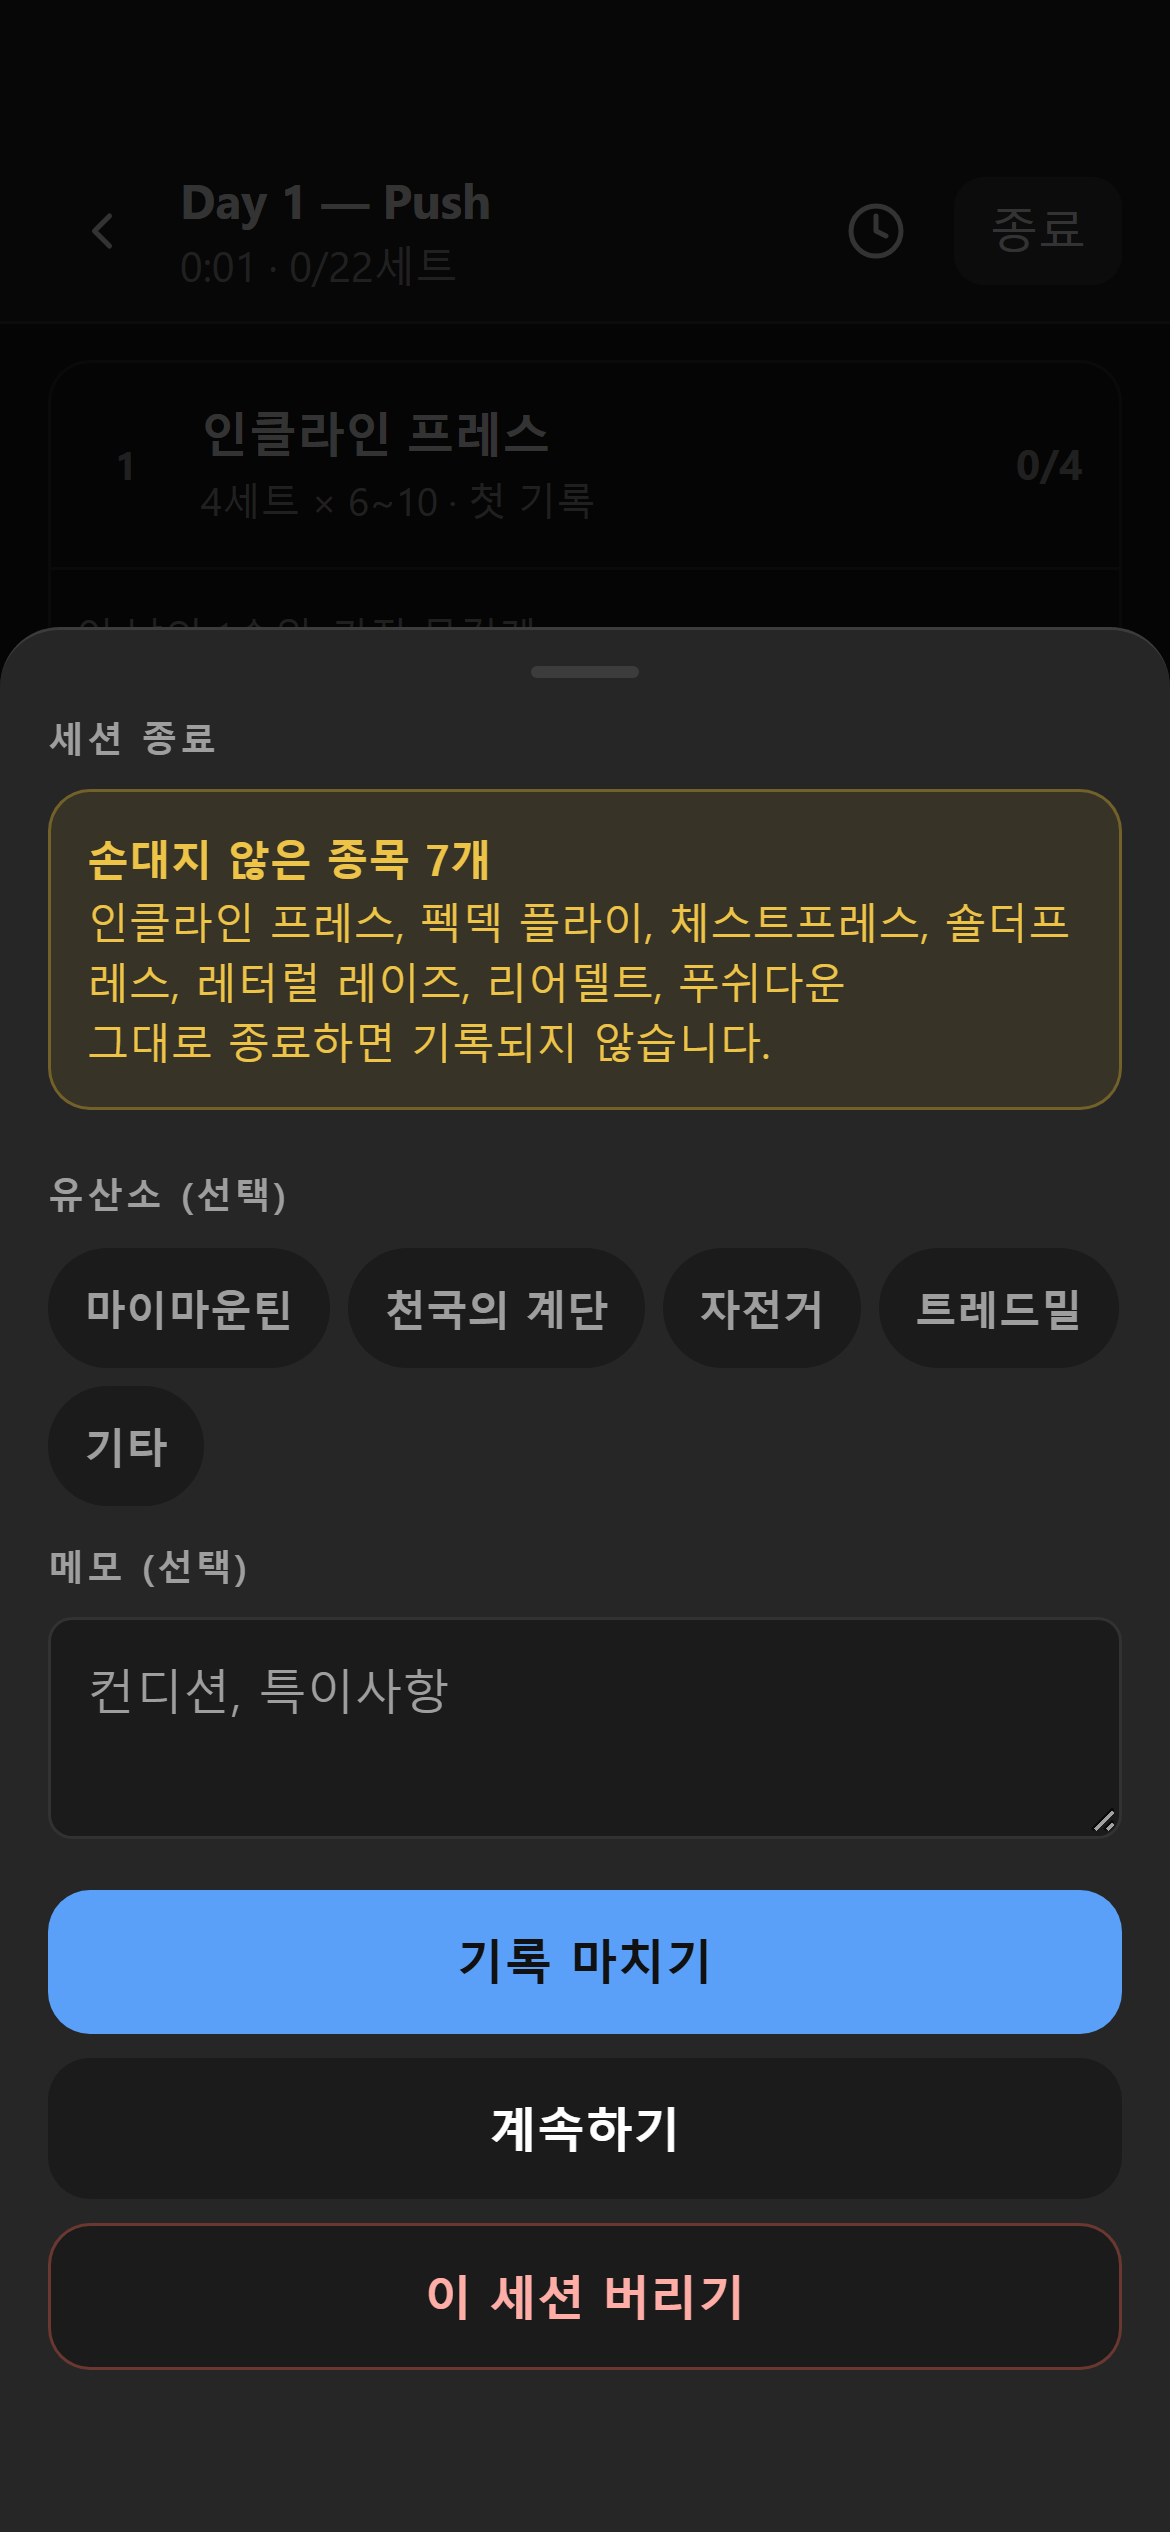 Day 1 — Push
0:01 · 0/22세트
종료
1
인클라인 프레스
4세트 × 6~10 · 첫 기록
0/4
세션 종료
손대지 않은 종목 7개
인클라인 프레스, 펙덱 플라이, 체스트프레스, 숄더프
레스, 레터럴 레이즈, 리어델트, 푸쉬다운
그대로 종료하면 기록되지 않습니다.
유산소 (선택)
마이마운틴
천국의 계단
자전거
트레드밀
기타
메모 (선택)
컨디션, 특이사항
기록 마치기
계속하기
이 세션 버리기